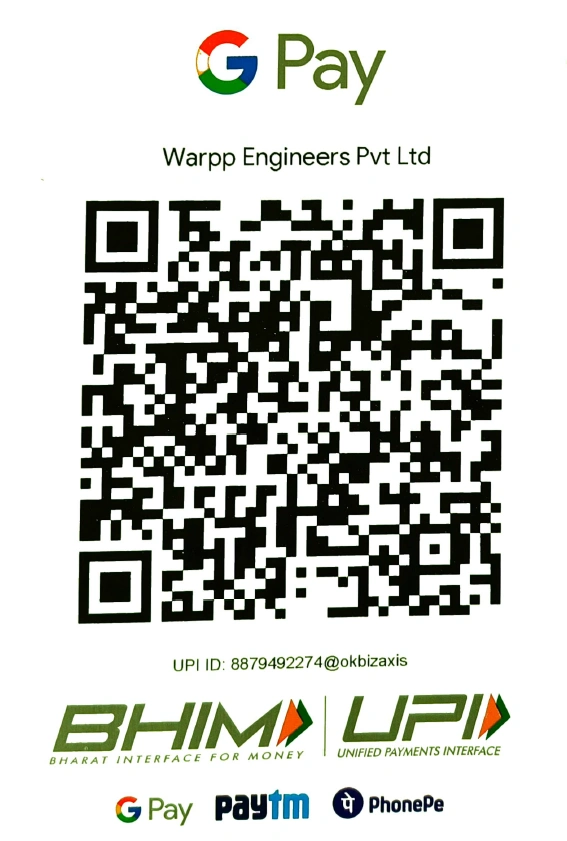 G Pay
Warpp Engineers Pvt Ltd
UPI ID: 8879492274@okbizaxis
BHIM UPI
BHARAT INTERFACE FOR MONEY UNIFIED PAYMENTS INTERFACE
G Pay paytm पे PhonePe